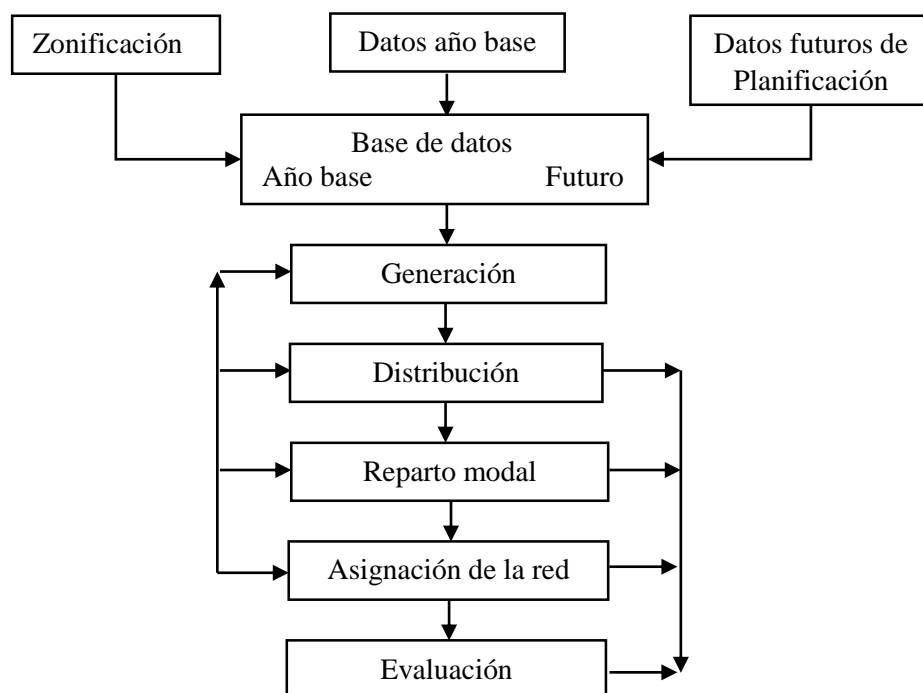 Zonificación
Datos año base
Datos futuros de
Planificación
Base de datos
Año base Futuro
Generación
Distribución
Reparto modal
Asignación de la red
Evaluación